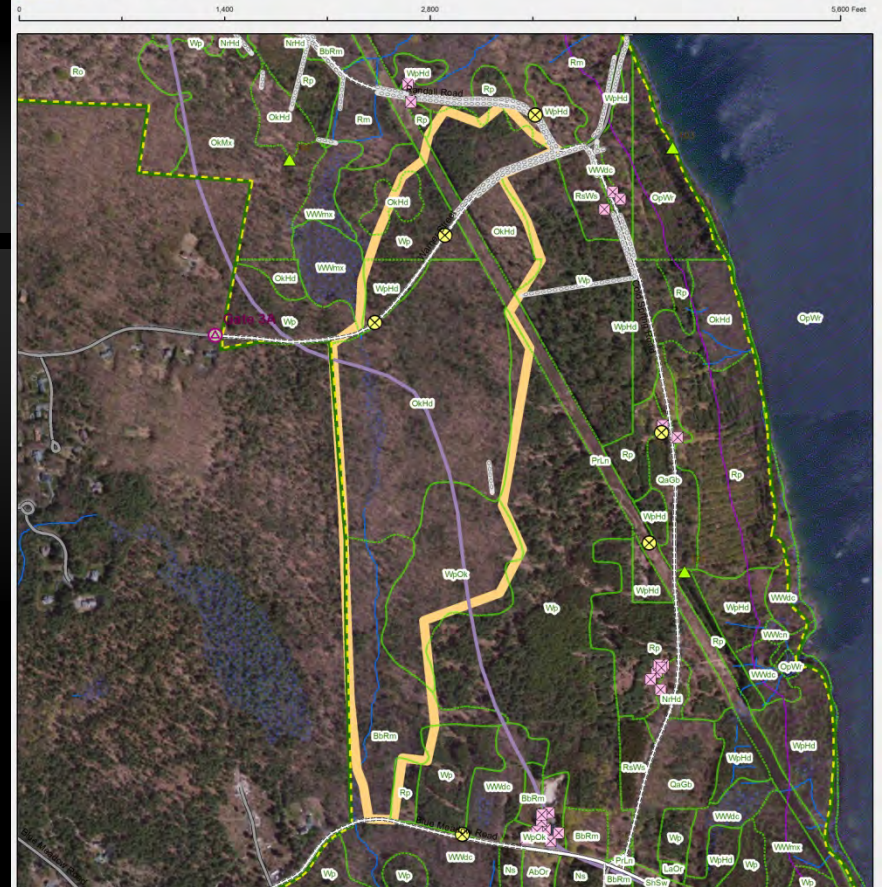 0
1,400
2,800
5,600 Feet
Wp
NrHd
NrHd
BbRm
WpHd
Rm
Ro
Rp
Rp
WpHd
Randall Road
OkHd
Rm
Rp
WpHd
OkMx
WWdc
OkHd
RsWs
OpWr
WWmx
Wp
OkHd
WWmx
OkHd
Wp
WpHd
Rp
OpWr
Wp
WpHd
OkHd
OkHd
PrLn
Rp
Rp
QaGb
WpHd
WpOk
WpHd
Wp
WWdc
WpHd
WWcn
Rp
Rp
OpWr
WWdc
NrHd
BbRm
WpHd
WpHd
Wp
RsWs
WWdc
QaGb
Rp
BbRm
WWdc
WpOk
BbRm
Wp
WWmx
WWdc
PrLn
WpHd
Wp
Wp
Wp
Ns
AbOr
Ns
BbRm
LaOr
ShSw
Wp